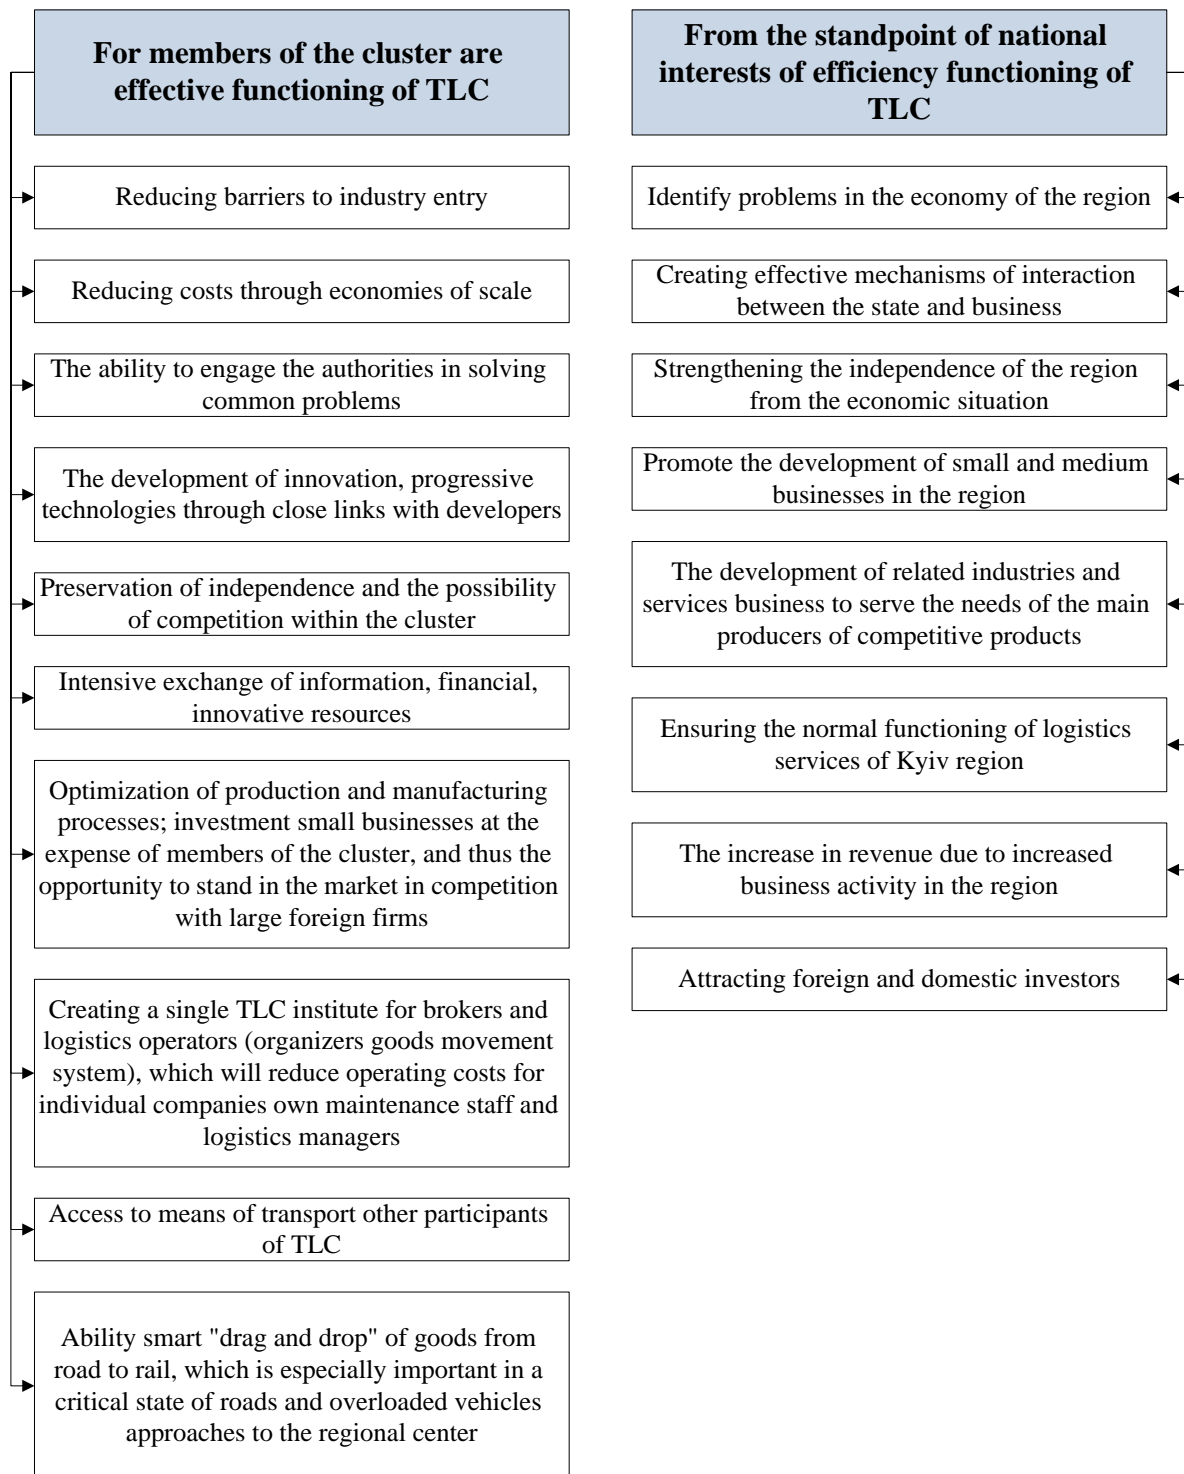 For members of the cluster are
effective functioning of TLC
Reducing barriers to industry entry
Reducing costs through economies of scale
The ability to engage the authorities in solving
common problems
The development of innovation, progressive
technologies through close links with developers
Preservation of independence and the possibility
of competition within the cluster
Intensive exchange of information, financial,
innovative resources
Optimization of production and manufacturing
processes; investment small businesses at the
expense of members of the cluster, and thus the
opportunity to stand in the market in competition
with large foreign firms
Creating a single TLC institute for brokers and
logistics operators (organizers goods movement
system), which will reduce operating costs for
individual companies own maintenance staff and
logistics managers
Access to means of transport other participants
of TLC
Ability smart "drag and drop" of goods from
road to rail, which is especially important in a
critical state of roads and overloaded vehicles
approaches to the regional center
From the standpoint of national
interests of efficiency functioning of
TLC
Identify problems in the economy of the region
Creating effective mechanisms of interaction
between the state and business
Strengthening the independence of the region
from the economic situation
Promote the development of small and medium
businesses in the region
The development of related industries and
services business to serve the needs of the main
producers of competitive products
Ensuring the normal functioning of logistics
services of Kyiv region
The increase in revenue due to increased
business activity in the region
Attracting foreign and domestic investors